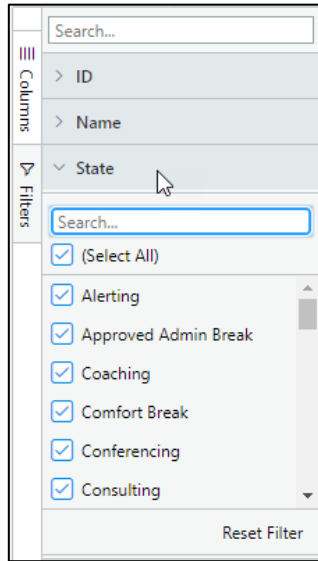 Search...
Columns
ID
Name
Filters
State
Search...
(Select All)
Alerting
Approved Admin Break
Coaching
Comfort Break
Conferencing
Consulting
Reset Filter